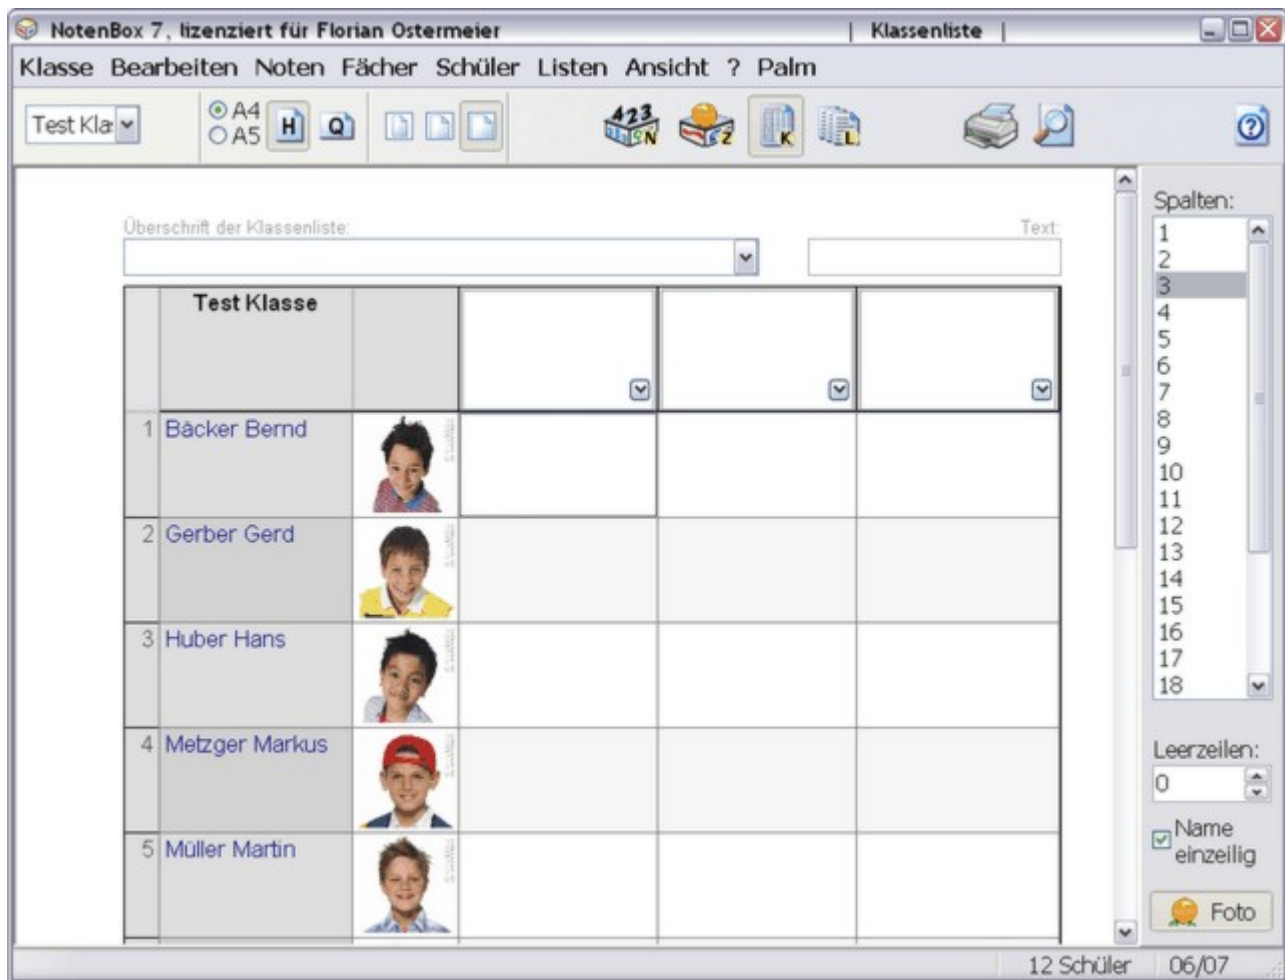 NotenBox 7, lizenziert für Florian Ostermeier | Klassenliste |
Klasse Bearbeiten Noten Fächer Schüler Listen Ansicht ? Palm
Test Kla
A4
A5
H Q
423
N Z K L
?
Überschrift der Klassenliste:
Text:
Test Klasse
1 Bäcker Bernd
2 Gerber Gerd
3 Huber Hans
4 Metzger Markus
5 Müller Martin
Spalten:
1
2
3
4
5
6
7
8
9
10
11
12
13
14
15
16
17
18
Leerzeilen:
0
Name
einzeilig
Foto
12 Schüler 06/07